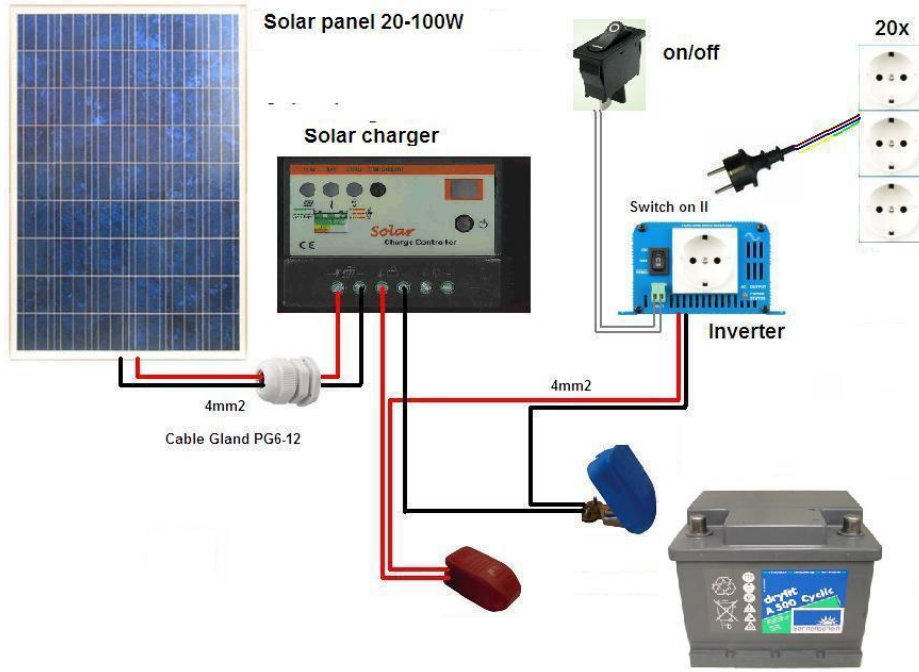 Solar panel 20-100W
on/off
20x
Solar charger
Solar
Charge Controller
CE
Switch on II
Inverter
4mm2
4mm2
Cable Gland PG6-12
dryfit
A 500 Cyclic